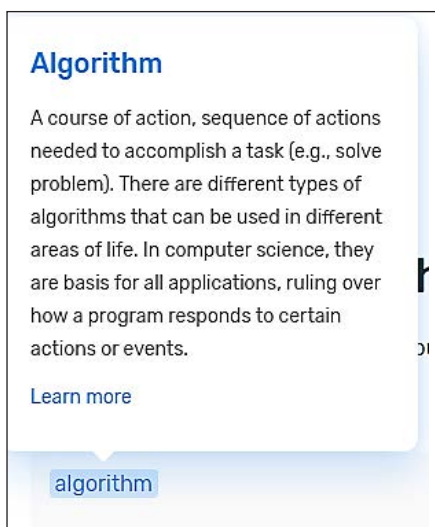 Algorithm
A course of action, sequence of actions
needed to accomplish a task (e.g., solve
problem). There are different types of
algorithms that can be used in different
areas of life. In computer science, they
are basis for all applications, ruling over
how a program responds to certain
actions or events.
Learn more
algorithm